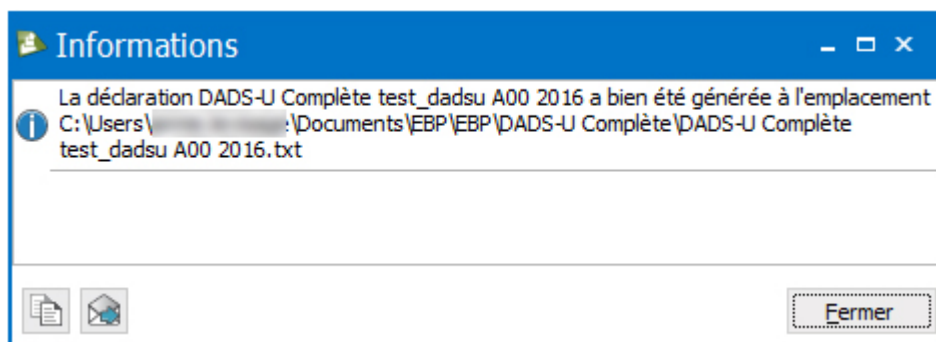 Informations
La déclaration DADS-U Complète test_dadsu A00 2016 a bien été générée à l'emplacement
C:\Users\ \Documents\EBP\EBP\DADS-U Complète\DADS-U Complète
test_dadsu A00 2016.txt
Fermer